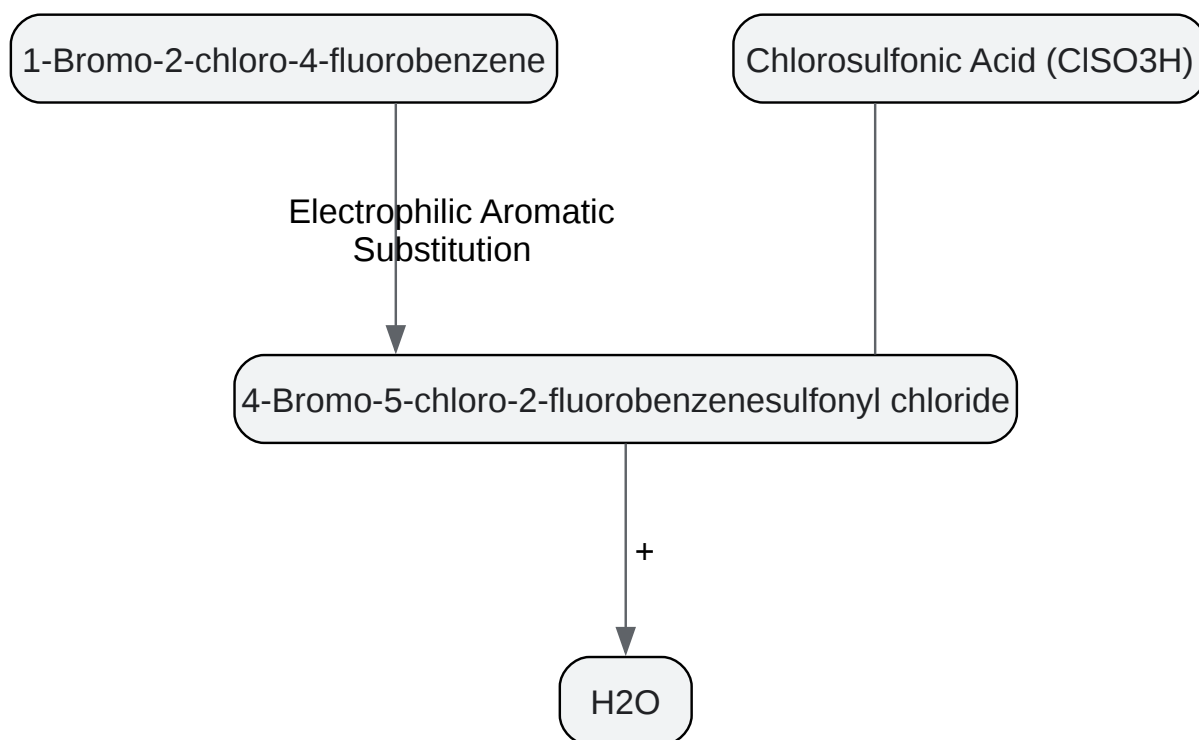 1-Bromo-2-chloro-4-fluorobenzene
Chlorosulfonic Acid (ClSO3H)
Electrophilic Aromatic
Substitution
4-Bromo-5-chloro-2-fluorobenzenesulfonyl chloride
+
H2O